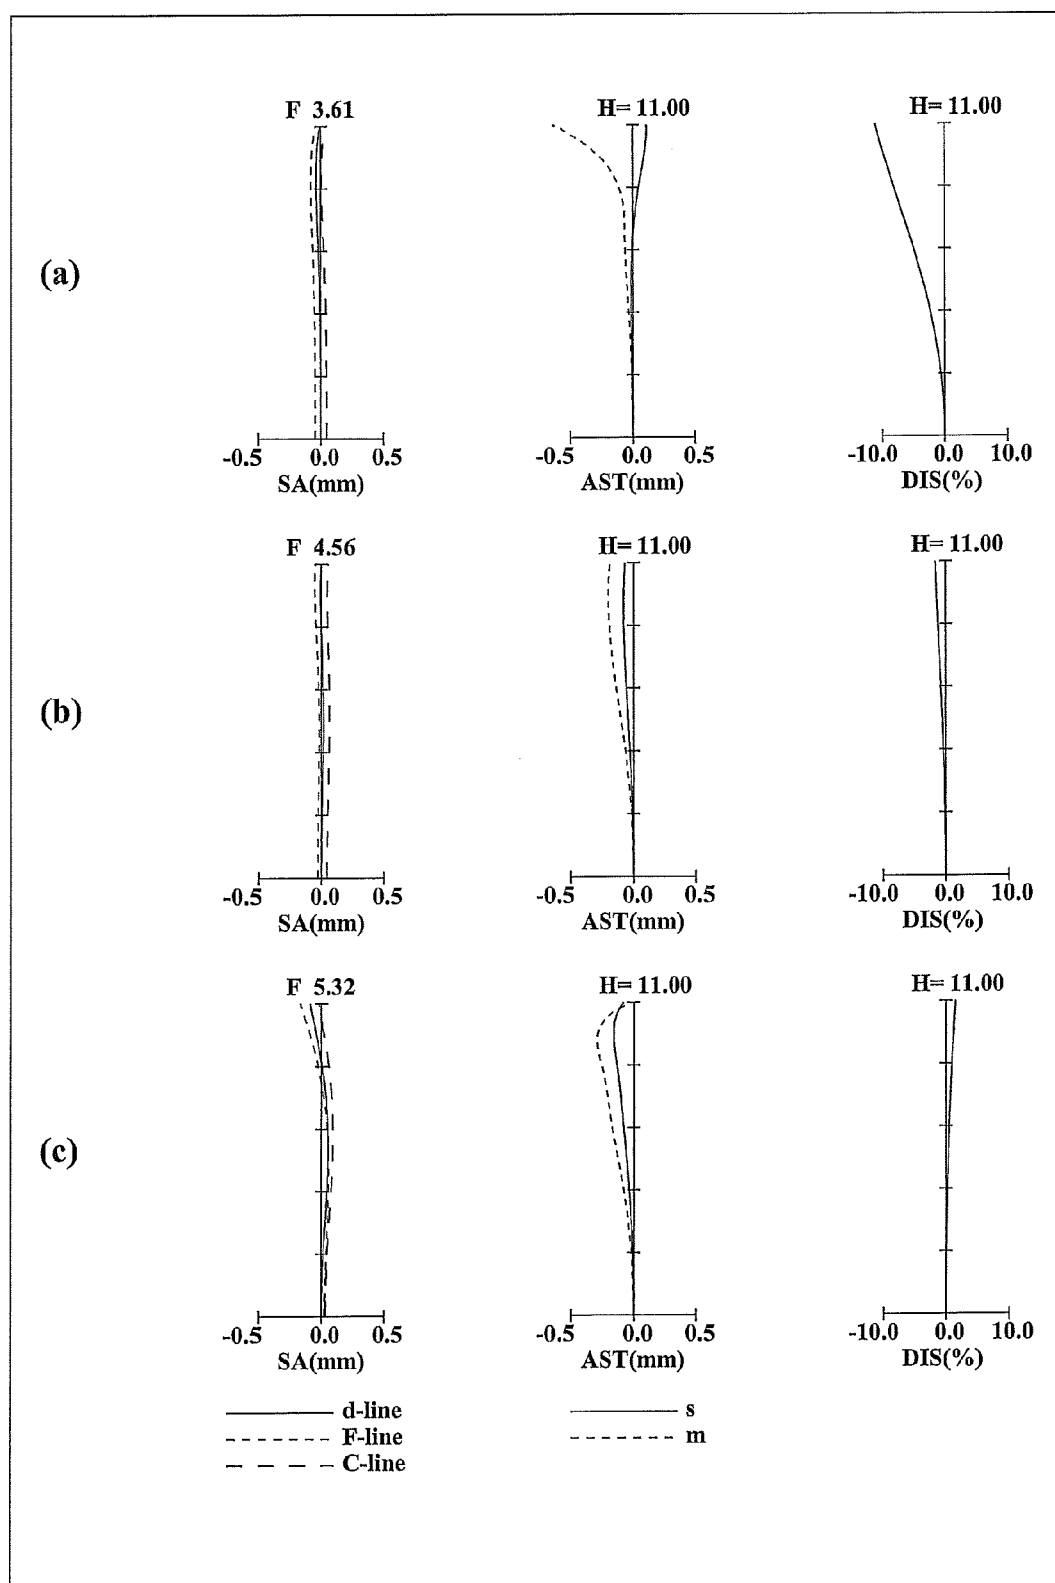 F 3.61 H= 11.00 H= 11.00
(a)
-0.5 0.0 0.5 -0.5 0.0 0.5 -10.0 0.0 10.0
SA(mm) AST(mm) DIS(%)
F 4.56 H= 11.00 H= 11.00
(b)
-0.5 0.0 0.5 -0.5 0.0 0.5 -10.0 0.0 10.0
SA(mm) AST(mm) DIS(%)
F 5.32 H= 11.00 H= 11.00
(c)
-0.5 0.0 0.5 -0.5 0.0 0.5 -10.0 0.0 10.0
SA(mm) AST(mm) DIS(%)
d-line s
F-line m
C-line